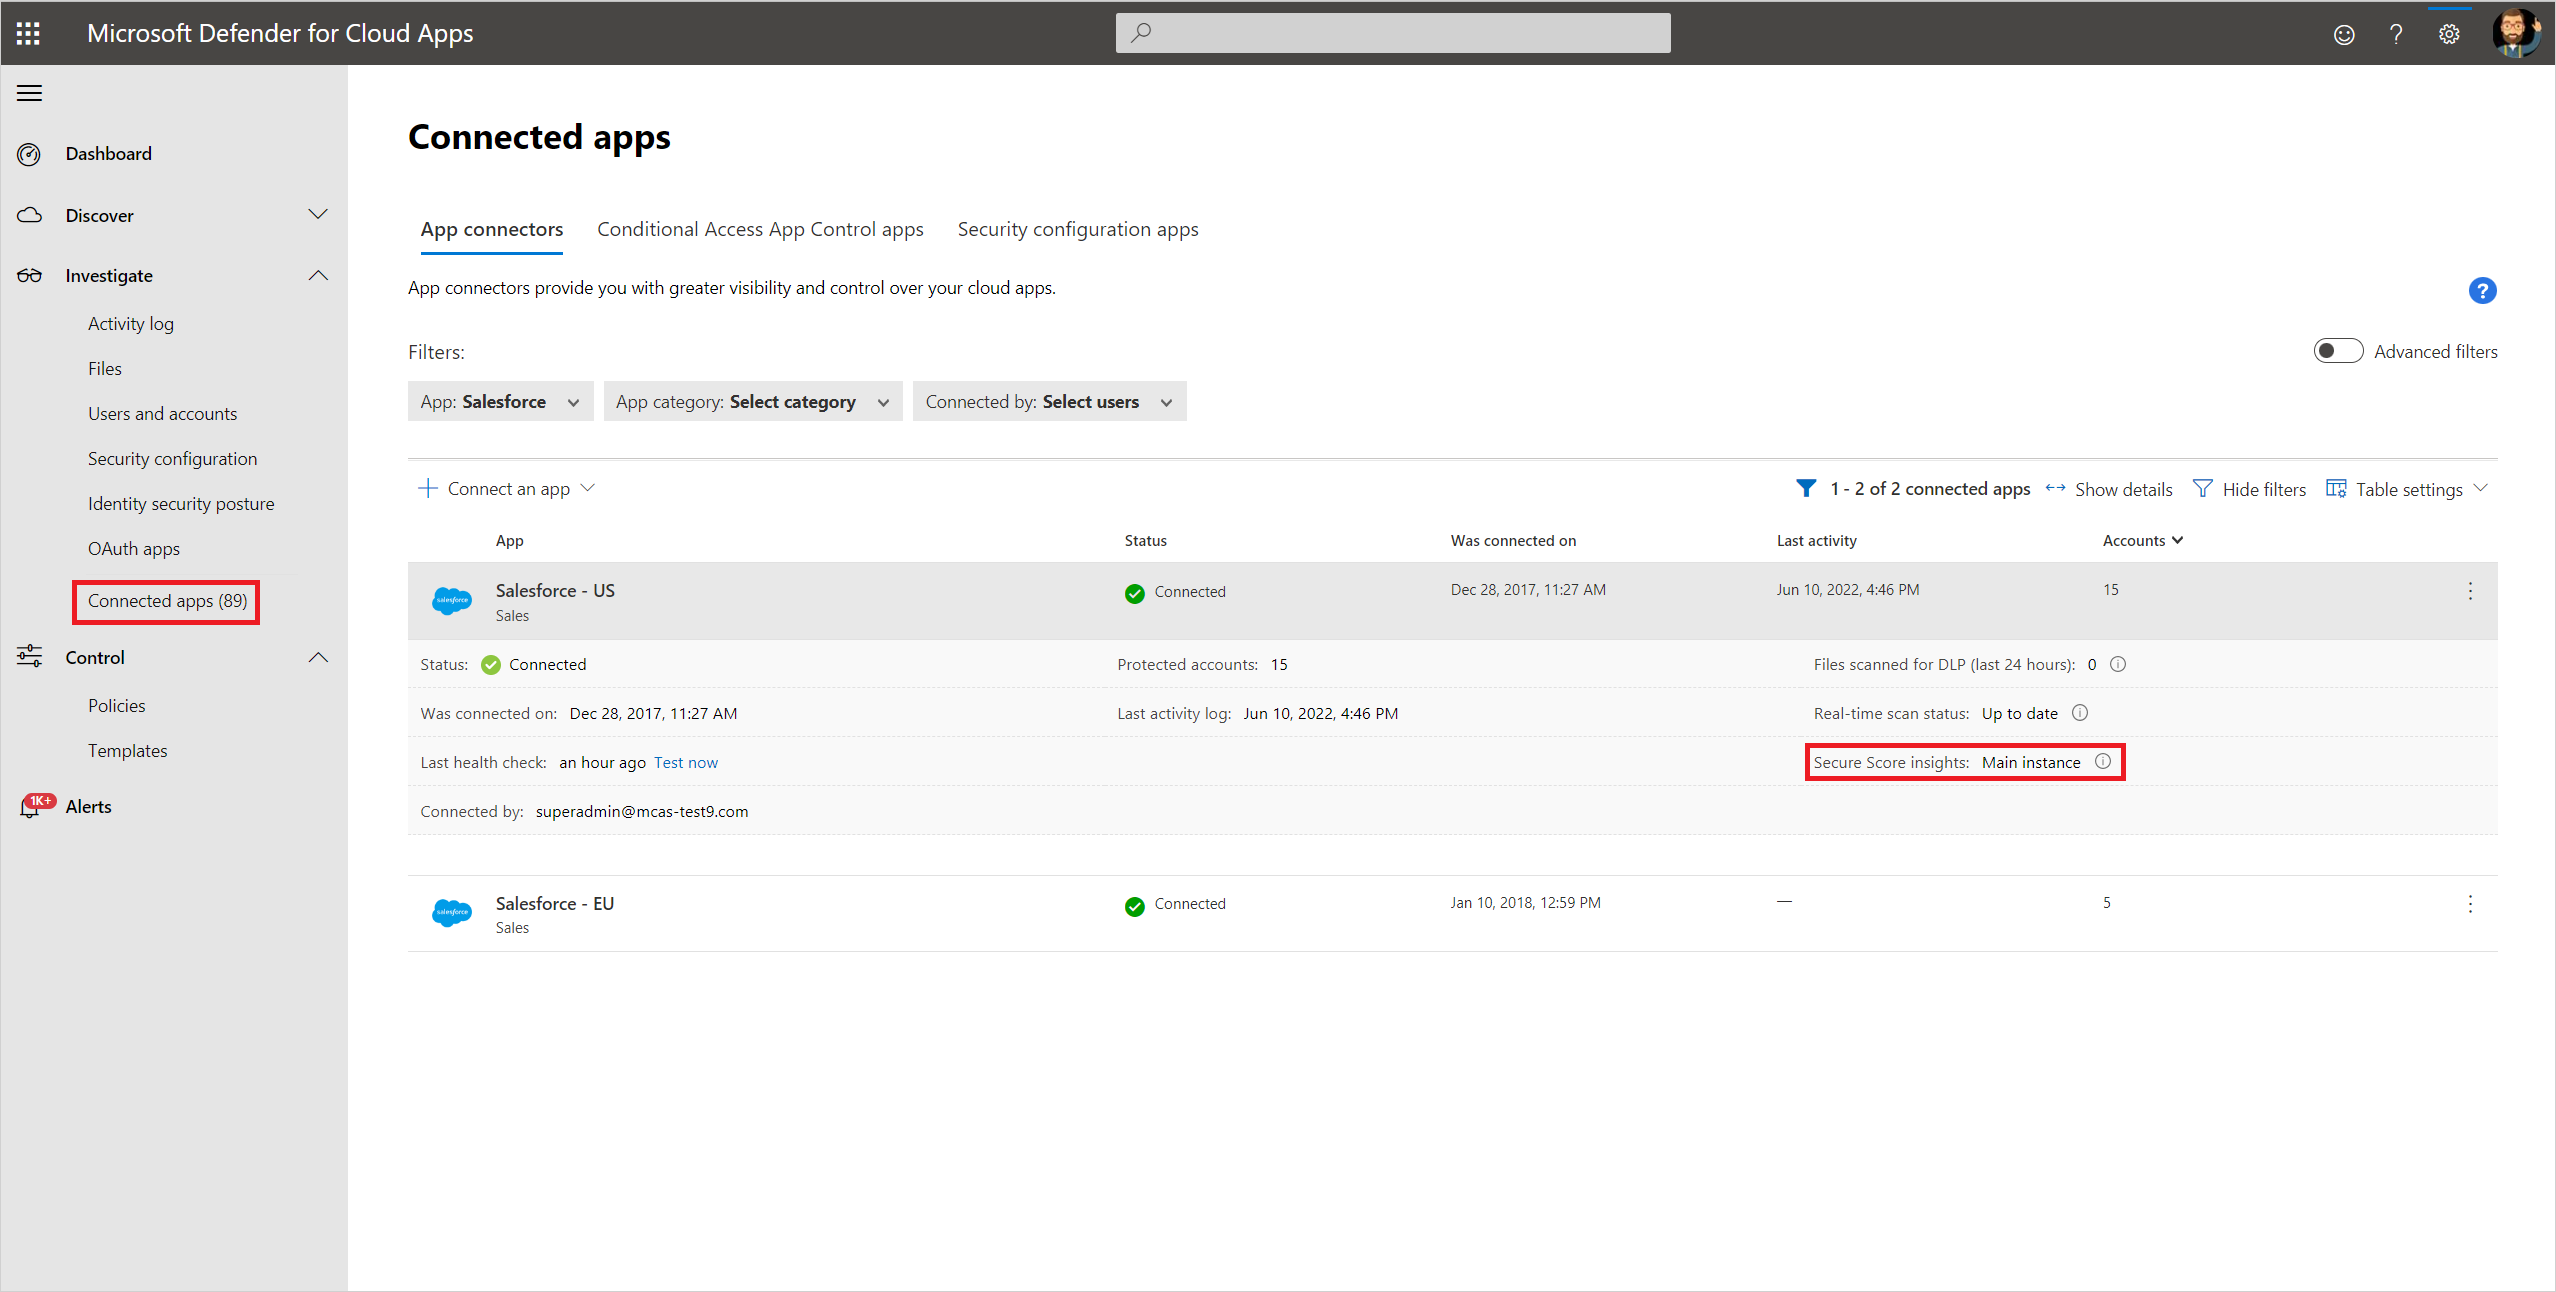 Microsoft Defender for Cloud Apps
Dashboard
Discover
Investigate
Activity log
Files
Users and accounts
Security configuration
Identity security posture
OAuth apps
Connected apps (89)
Control
Policies
Templates
1K+
Alerts
Connected apps
App connectors Conditional Access App Control apps Security configuration apps
App connectors provide you with greater visibility and control over your cloud apps.
?
Filters:
Advanced filters
App: Salesforce App category: Select category Connected by: Select users
Connect an app 1 - 2 of 2 connected apps Show details Hide filters Table settings
App Status Was connected on Last activity Accounts
salesforce Salesforce - US Connected Dec 28, 2017, 11:27 AM Jun 10, 2022, 4:46 PM 15
Sales
Status: Connected Protected accounts: 15 Files scanned for DLP (last 24 hours): 0
Was connected on: Dec 28, 2017, 11:27 AM Last activity log: Jun 10, 2022, 4:46 PM Real-time scan status: Up to date
Last health check: an hour ago Test now Secure Score insights: Main instance
Connected by: superadmin@mcas-test9.com
salesforce Salesforce - EU Connected Jan 10, 2018, 12:59 PM — 5
Sales